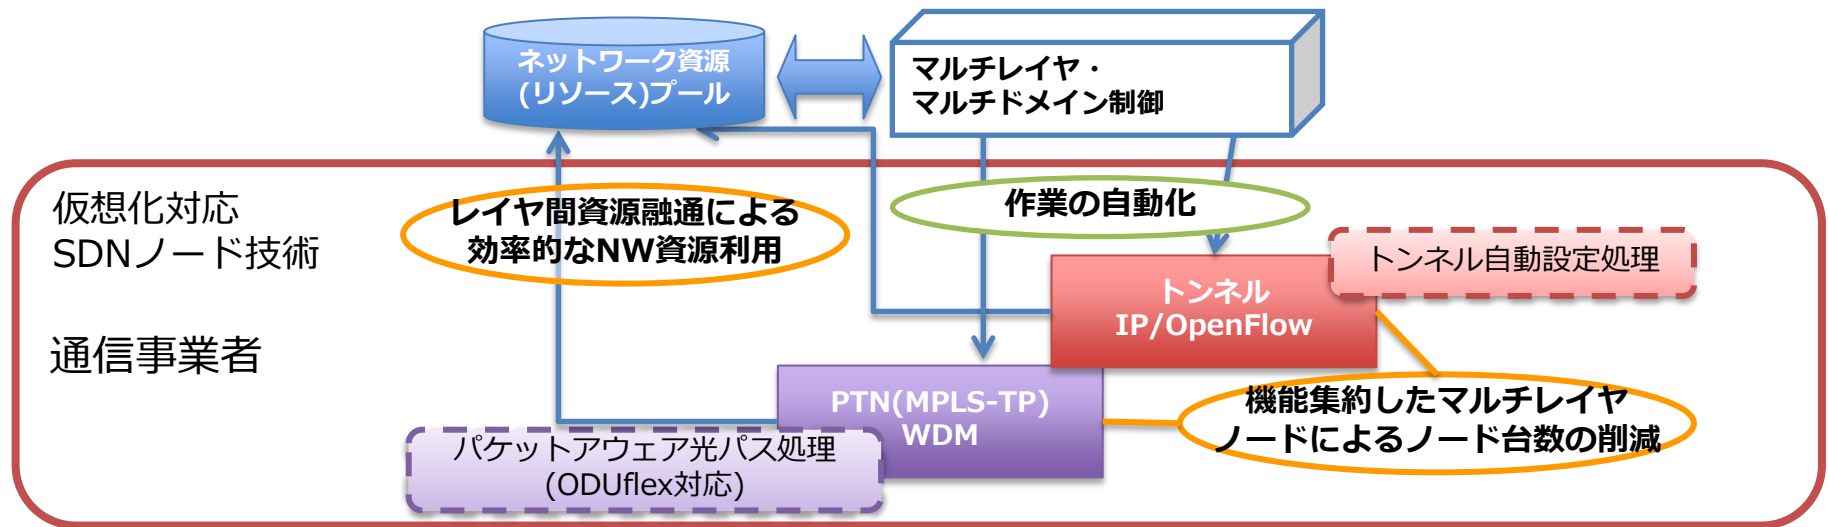 ネットワーク資源
(リソース)プール
マルチレイヤ・
マルチドメイン制御
仮想化対応
SDNノード技術
レイヤ間資源融通による
効率的なNW資源利用
作業の自動化
トンネル自動設定処理
トンネル
IP/OpenFlow
通信事業者
PTN(MPLS-TP)
WDM
機能集約したマルチレイヤ
ノードによるノード台数の削減
パケットアウェア光パス処理
(ODUflex対応)